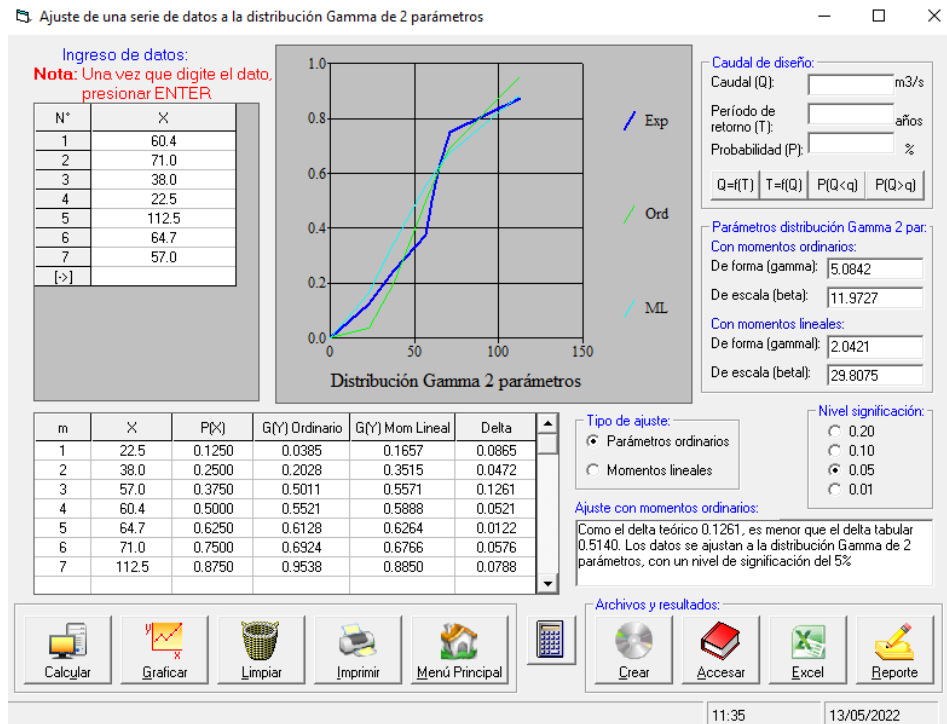 Ajuste de una serie de datos a la distribución Gamma de 2 parámetros
Ingreso de datos:
Nota: Una vez que digite el dato,
presionar ENTER
N° X
1 60.4
2 71.0
3 38.0
4 22.5
5 112.5
6 64.7
7 57.0
[->]
1.0
0.8
0.6
0.4
0.2
0.0
0 50 100 150
Exp
Ord
ML
Distribución Gamma 2 parámetros
Caudal de diseño:
Caudal (Q): m3/s
Período de
retorno (T): años
Probabilidad (P): %
Q=f(T) T=f(Q) P(Q<q) P(Q>q)
Parámetros distribución Gamma 2 par:
Con momentos ordinarios:
De forma (gamma): 5.0842
De escala (beta): 11.9727
Con momentos lineales:
De forma (gammal): 2.0421
De escala (betal): 29.8075
m X P(X) G(Y) Ordinario G(Y) Mom Lineal Delta
1 22.5 0.1250 0.0385 0.1657 0.0865
2 38.0 0.2500 0.2028 0.3515 0.0472
3 57.0 0.3750 0.5011 0.5571 0.1261
4 60.4 0.5000 0.5521 0.5888 0.0521
5 64.7 0.6250 0.6128 0.6264 0.0122
6 71.0 0.7500 0.6924 0.6766 0.0576
7 112.5 0.8750 0.9538 0.8850 0.0788
Tipo de ajuste:
Parámetros ordinarios
Momentos lineales
Nivel significación:
0.20
0.10
0.05
0.01
Ajuste con momentos ordinarios:
Como el delta teórico 0.1261, es menor que el delta tabular
0.5140. Los datos se ajustan a la distribución Gamma de 2
parámetros, con un nivel de significación del 5%
Calcular Graficar Limpiar Imprimir Menú Principal
Archivos y resultados:
Crear Accesar Excel Reporte
11:35 13/05/2022